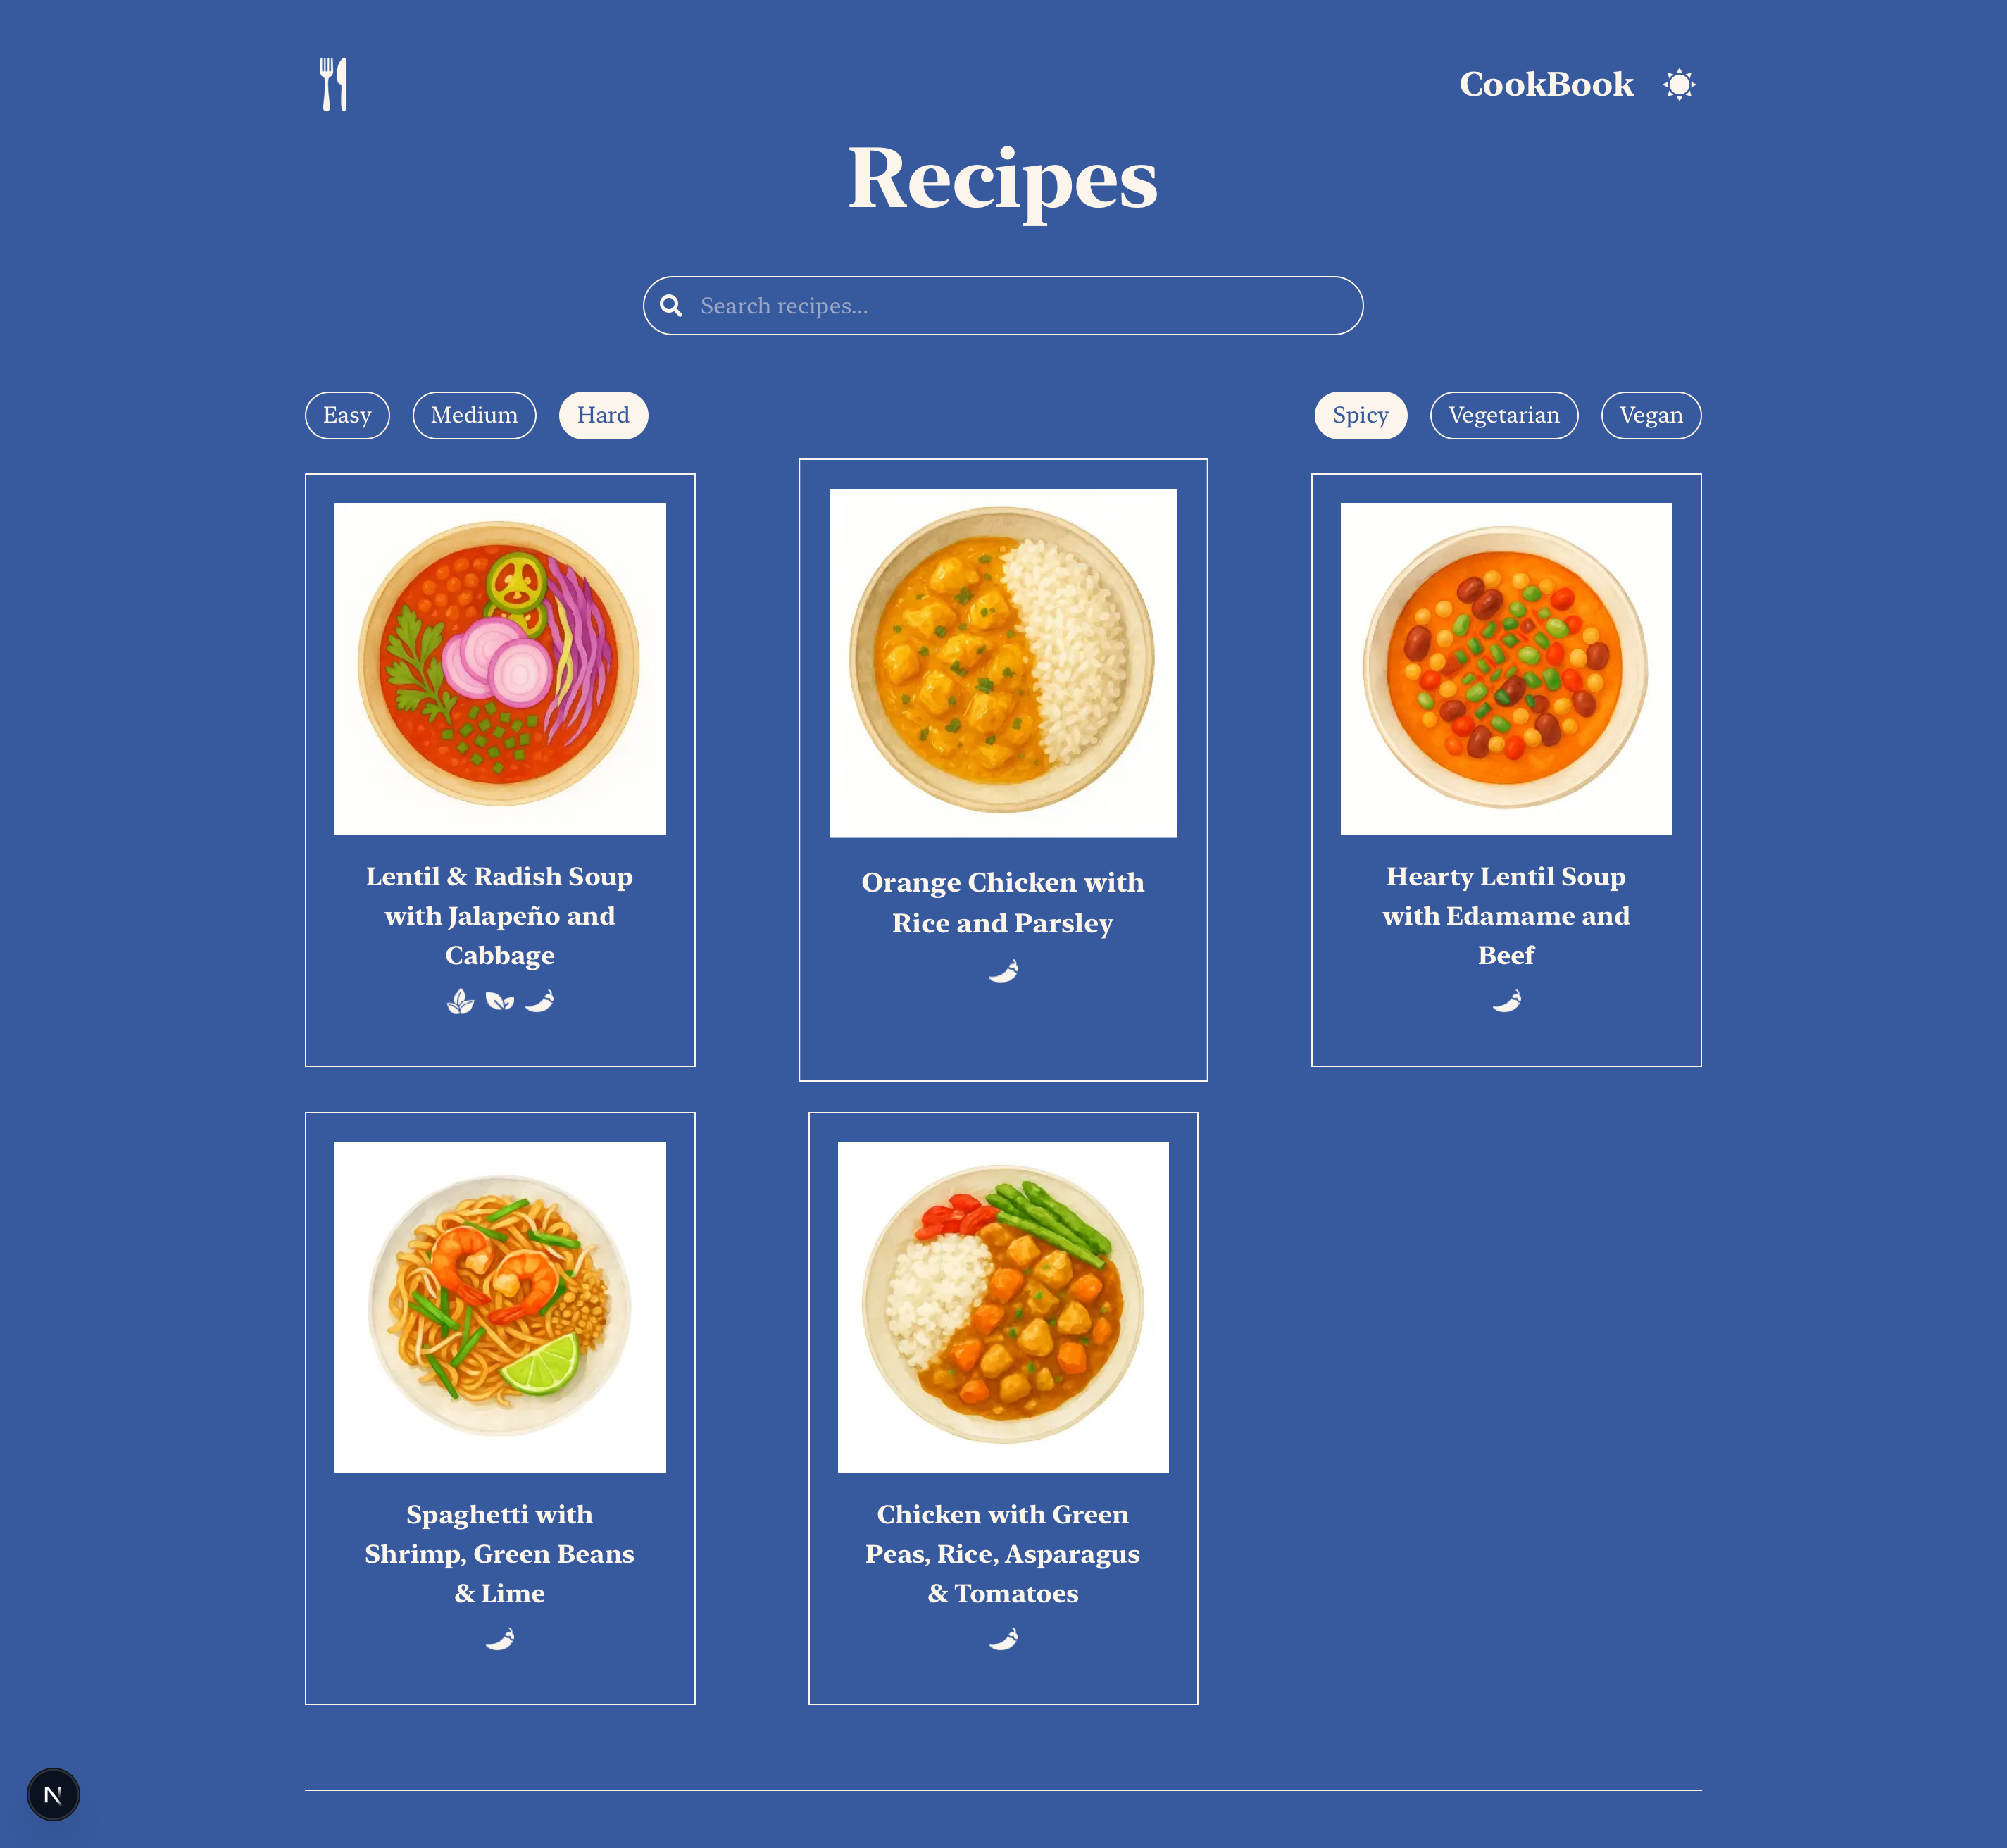 CookBook
Recipes
Search recipes...
Easy Medium Hard Spicy Vegetarian Vegan
Lentil & Radish Soup
with Jalapeño and
Cabbage
Orange Chicken with
Rice and Parsley
Hearty Lentil Soup
with Edamame and
Beef
Spaghetti with
Shrimp, Green Beans
& Lime
Chicken with Green
Peas, Rice, Asparagus
& Tomatoes
N